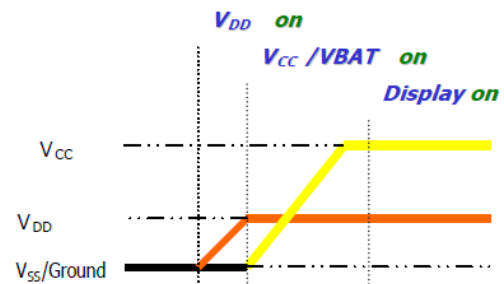 VDD on
VCC /VBAT on
Display on
VCC
VDD
VSS/Ground